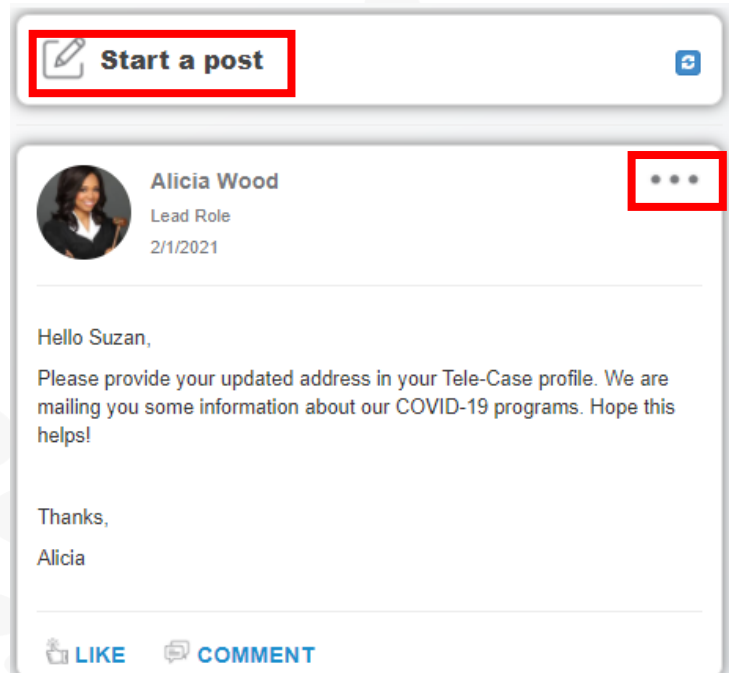 Start a post
Alicia Wood
Lead Role
2/1/2021
Hello Suzan,
Please provide your updated address in your Tele-Case profile. We are
mailing you some information about our COVID-19 programs. Hope this
helps!
Thanks,
Alicia
LIKE COMMENT